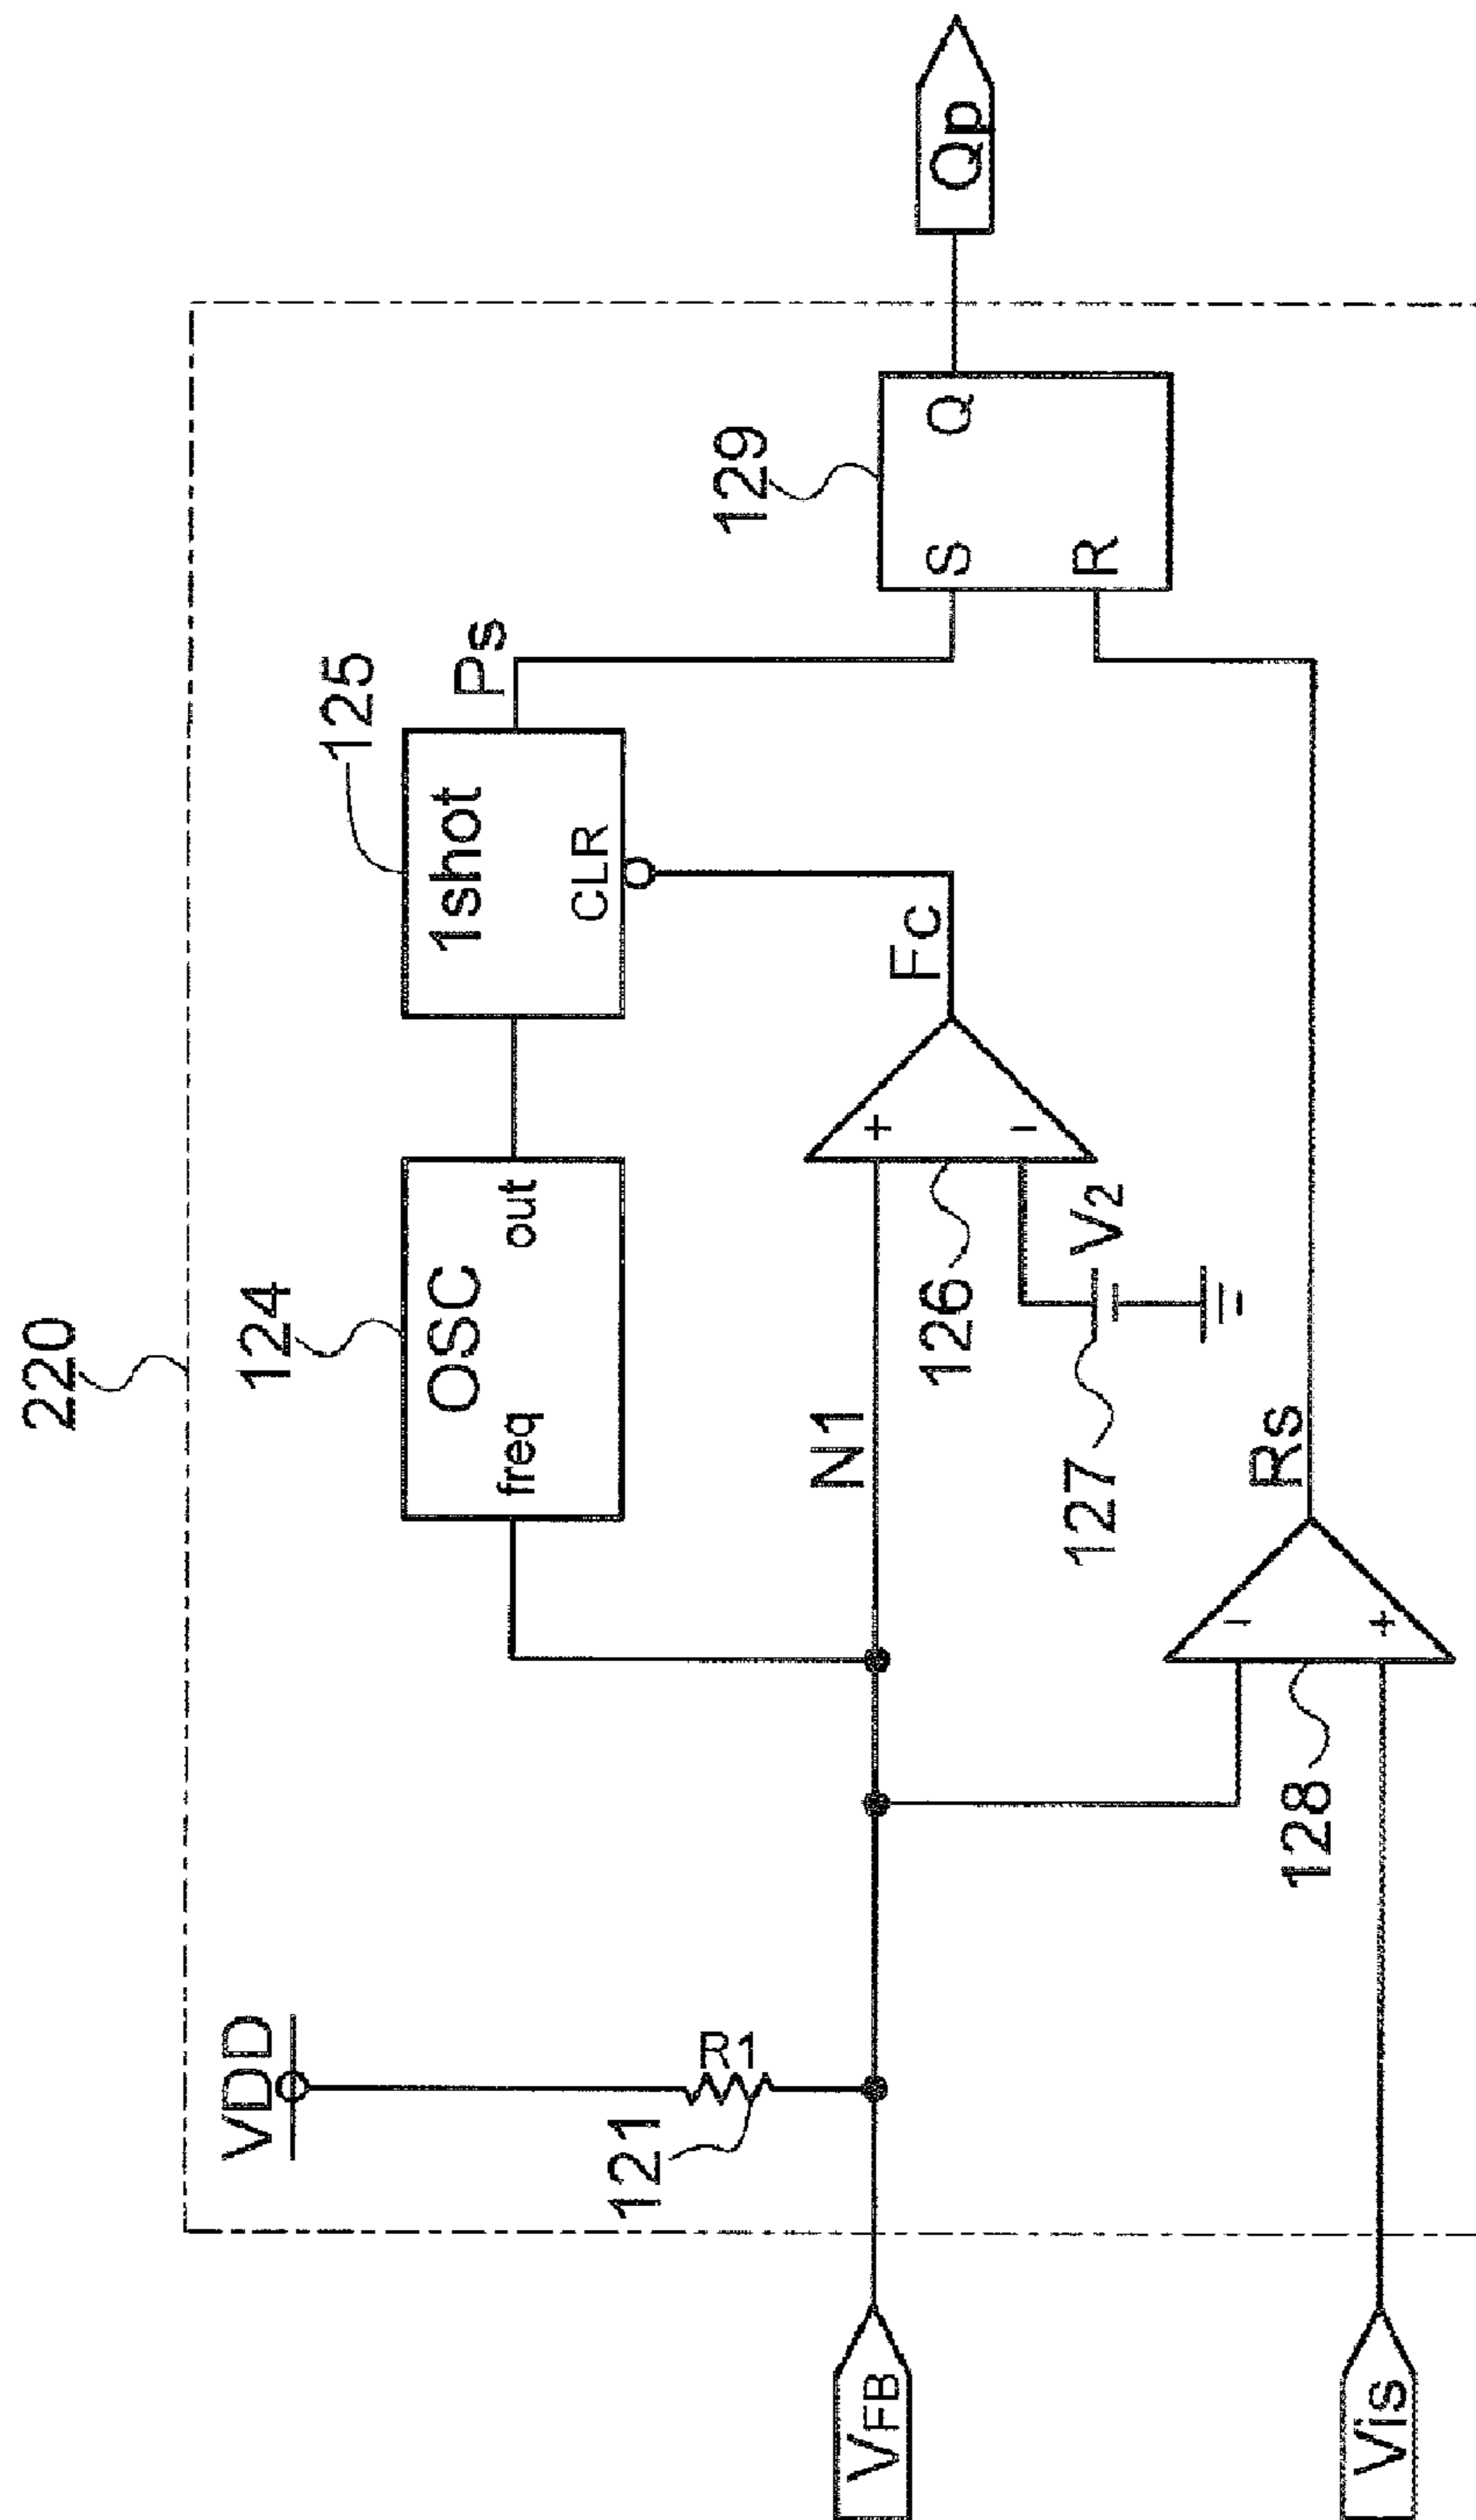 220
VDD
124
125
OSC
freq
out
1shot
CLR
Ps
121
R1
129
S
Q
R
Qp
VFB
N1
126
Fc
127
V2
128
Rs
Vis
+
−
−
+